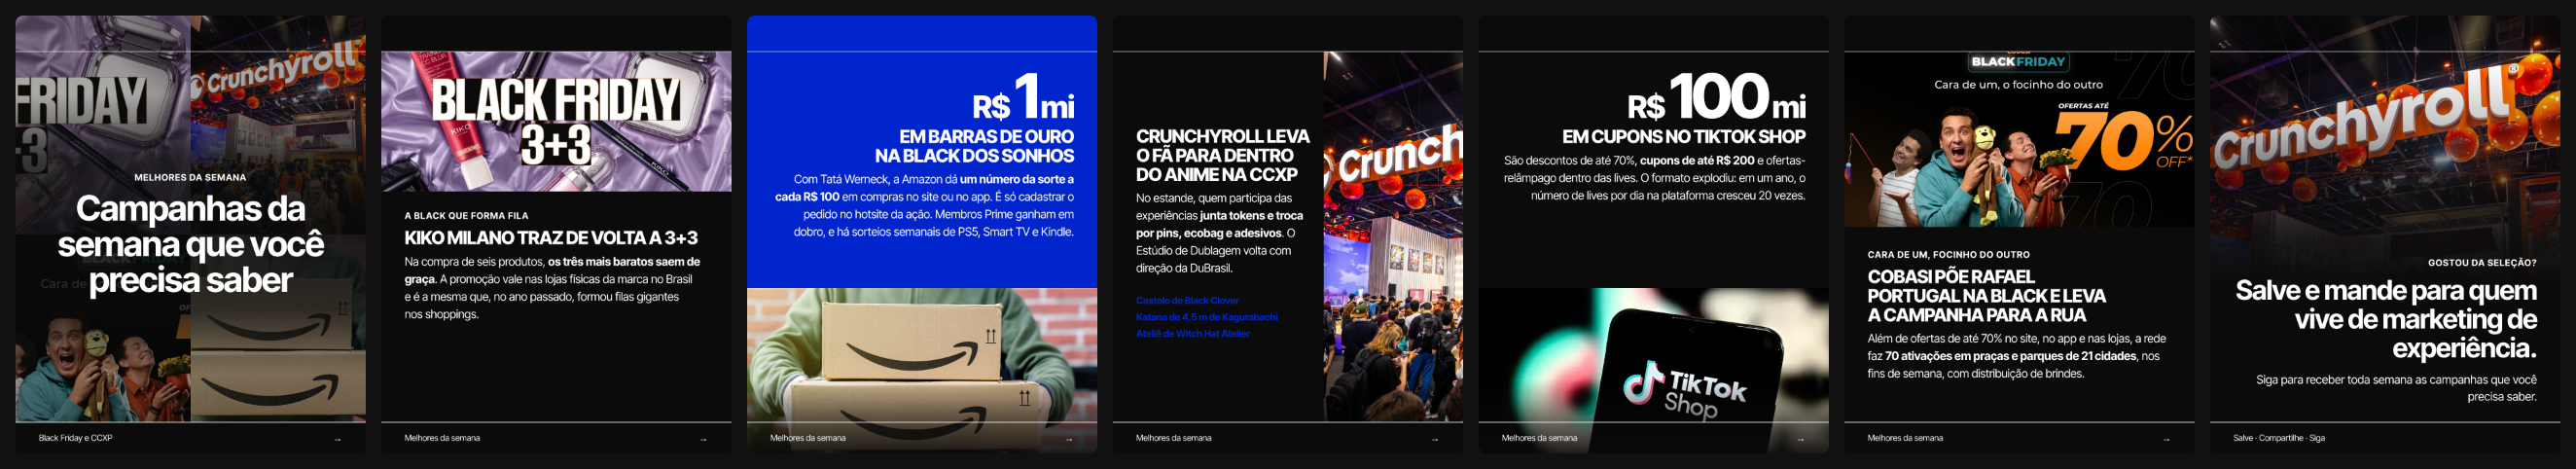 FRIDAY
3
Crunchyroll
MELHORES DA SEMANA
Campanhas da
semana que você
precisa saber
Cara de
Black Friday e CCXP
→
BLACK FRIDAY
3+3
KIKO
A BLACK QUE FORMA FILA
KIKO MILANO TRAZ DE VOLTA A 3+3
Na compra de seis produtos, os três mais baratos saem de
graça. A promoção vale nas lojas físicas da marca no Brasil
e é a mesma que, no ano passado, formou filas gigantes
nos shoppings.
Melhores da semana
→
R$ 1 mi
EM BARRAS DE OURO
NA BLACK DOS SONHOS
Com Tatá Werneck, a Amazon dá um número da sorte a
cada R$ 100 em compras no site ou no app. É só cadastrar o
pedido no hotsite da ação. Membros Prime ganham em
dobro, e há sorteios semanais de PS5, Smart TV e Kindle.
Melhores da semana
→
CRUNCHYROLL LEVA
O FÃ PARA DENTRO
DO ANIME NA CCXP
No estande, quem participa das
experiências junta tokens e troca
por pins, ecobag e adesivos. O
Estúdio de Dublagem volta com
direção da DuBrasil.
Castelo de Black Clover
Katana de 4,5 m de Kagurabachi
Ateliê de Witch Hat Atelier
Crunch
Melhores da semana
→
R$ 100 mi
EM CUPONS NO TIKTOK SHOP
São descontos de até 70%, cupons de até R$ 200 e ofertas-
relâmpago dentro das lives. O formato explodiu: em um ano, o
número de lives por dia na plataforma cresceu 20 vezes.
TikTok
Shop
Melhores da semana
→
BLACK FRIDAY
Cara de um, o focinho do outro
OFERTAS ATÉ
70%
OFF*
CARA DE UM, FOCINHO DO OUTRO
COBASI PÕE RAFAEL
PORTUGAL NA BLACK E LEVA
A CAMPANHA PARA A RUA
Além de ofertas de até 70% no site, no app e nas lojas, a rede
faz 70 ativações em praças e parques de 21 cidades, nos
fins de semana, com distribuição de brindes.
Melhores da semana
→
Crunchyroll®
GOSTOU DA SELEÇÃO?
Salve e mande para quem
vive de marketing de
experiência.
Siga para receber toda semana as campanhas que você
precisa saber.
Salve · Compartilhe · Siga